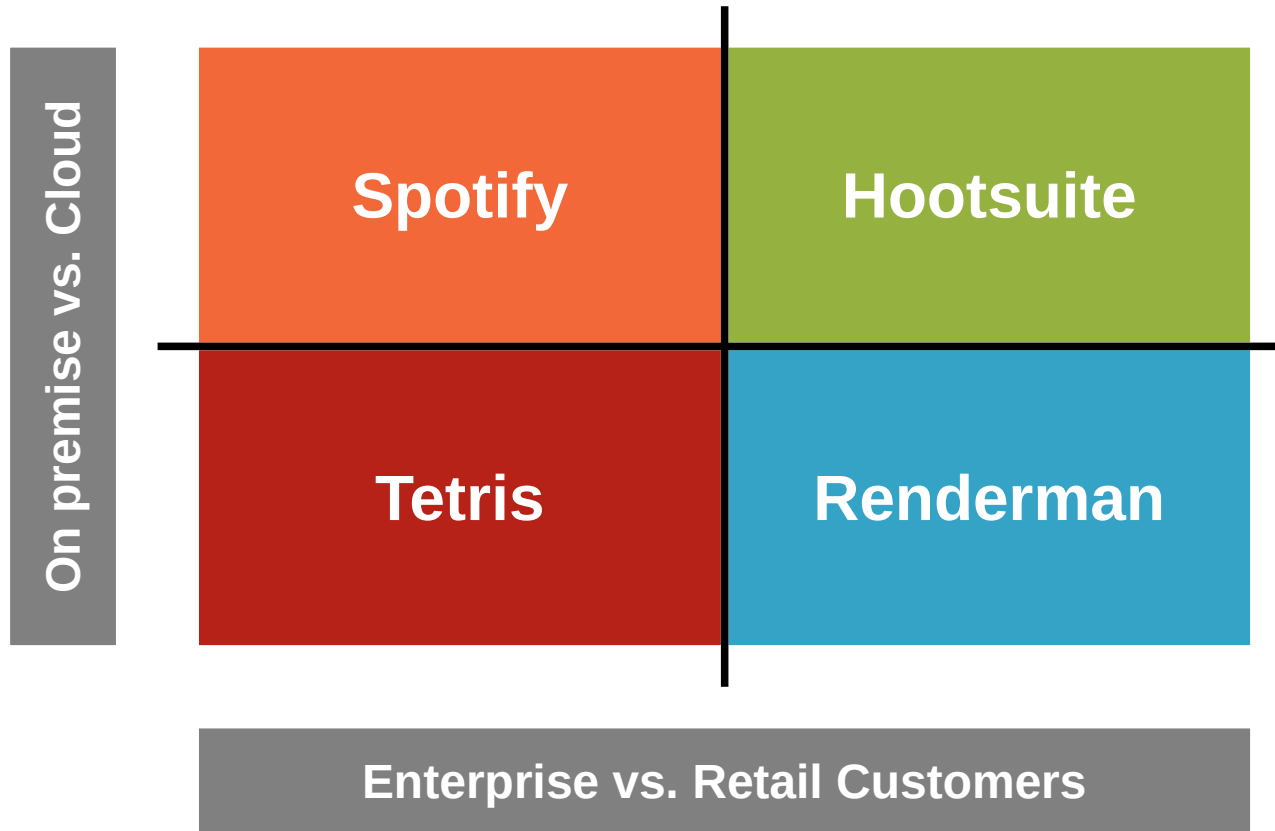 On premise vs. Cloud
Spotify
Hootsuite
Tetris
Renderman
Enterprise vs. Retail Customers